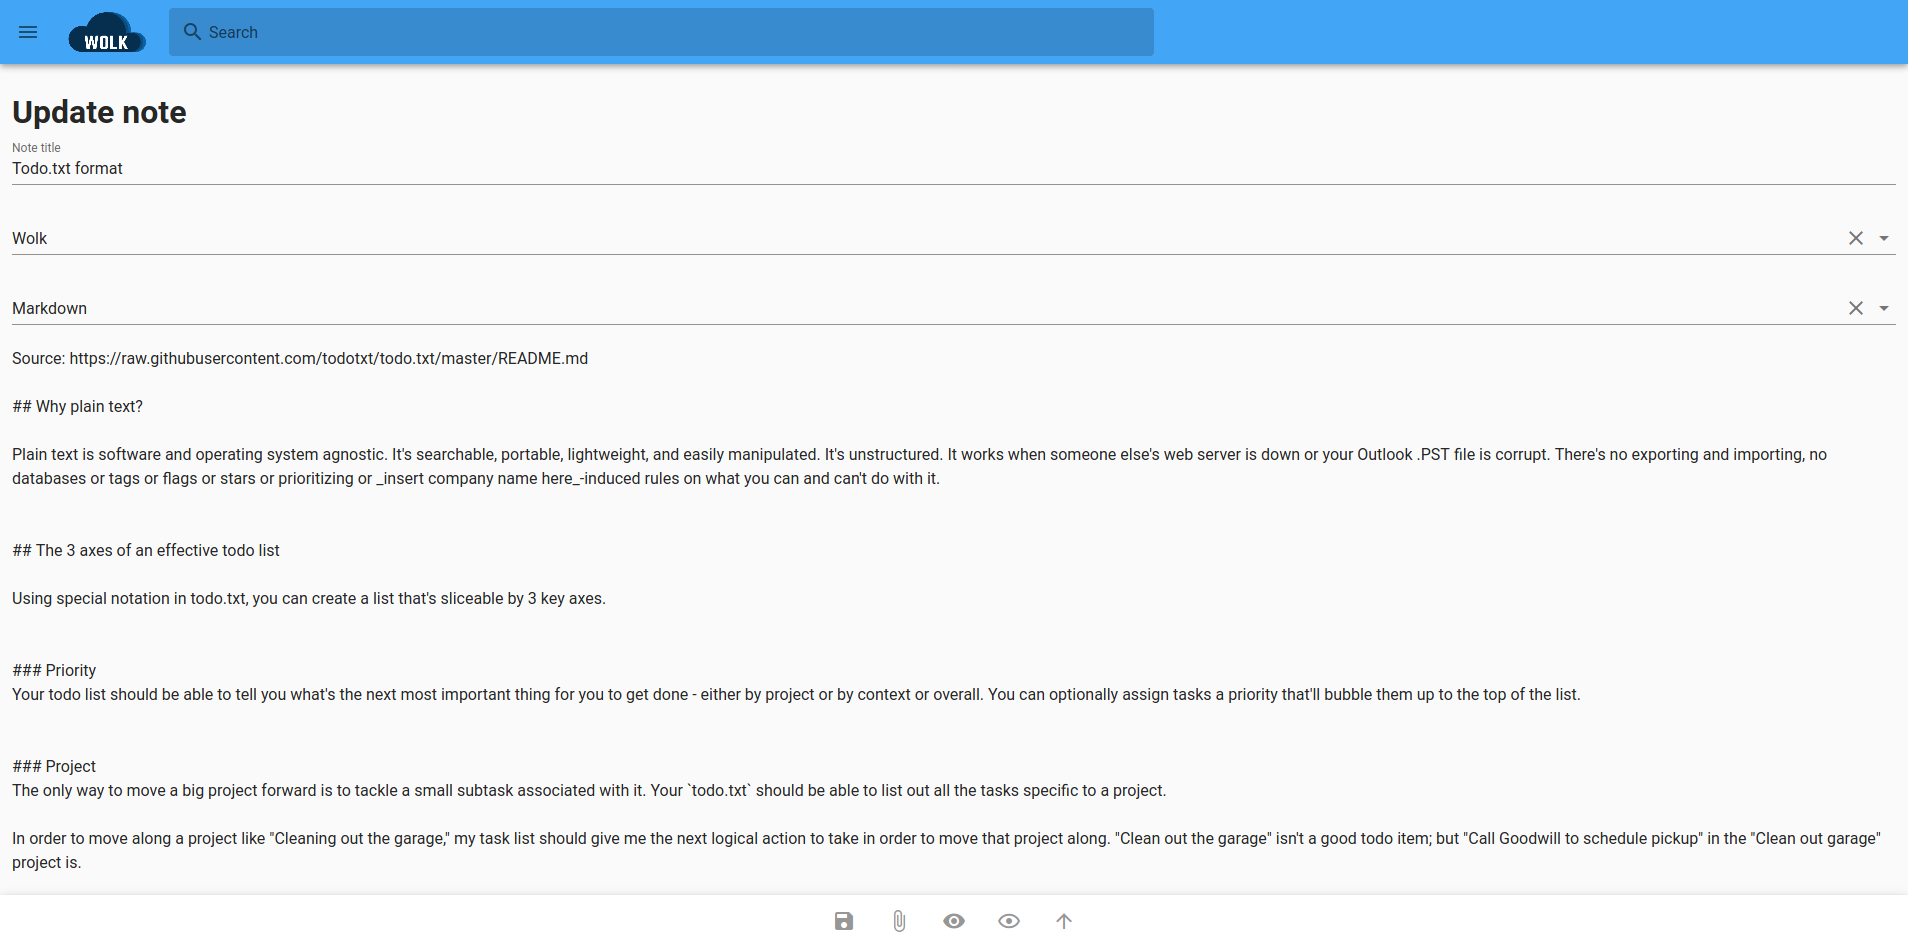 WOLK
Search
Update note
Note title
Todo.txt format
Wolk
Markdown
Source: https://raw.githubusercontent.com/todotxt/todo.txt/master/README.md
## Why plain text?
Plain text is software and operating system agnostic. It's searchable, portable, lightweight, and easily manipulated. It's unstructured. It works when someone else's web server is down or your Outlook .PST file is corrupt. There's no exporting and importing, no
databases or tags or flags or stars or prioritizing or _insert company name here_-induced rules on what you can and can't do with it.
## The 3 axes of an effective todo list
Using special notation in todo.txt, you can create a list that's sliceable by 3 key axes.
### Priority
Your todo list should be able to tell you what's the next most important thing for you to get done - either by project or by context or overall. You can optionally assign tasks a priority that'll bubble them up to the top of the list.
### Project
The only way to move a big project forward is to tackle a small subtask associated with it. Your `todo.txt` should be able to list out all the tasks specific to a project.
In order to move along a project like "Cleaning out the garage," my task list should give me the next logical action to take in order to move that project along. "Clean out the garage" isn't a good todo item; but "Call Goodwill to schedule pickup" in the "Clean out garage"
project is.